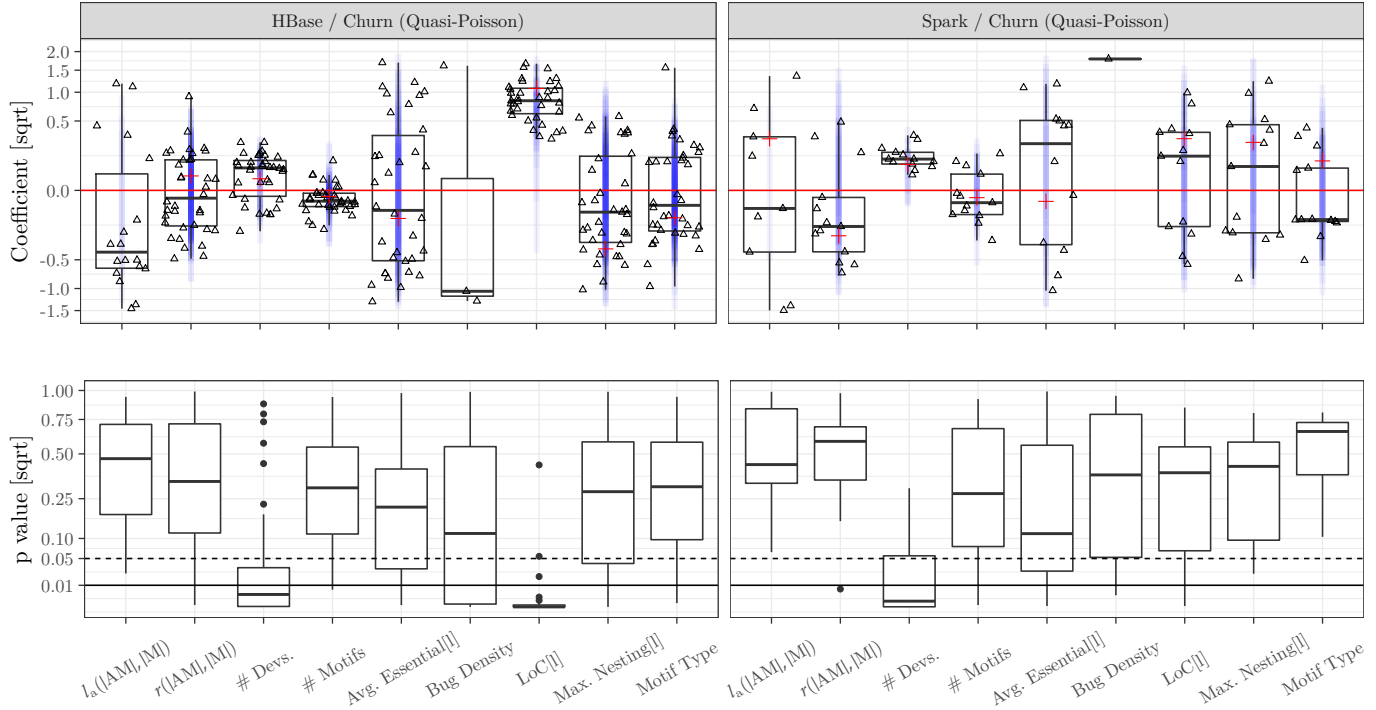 HBase / Churn (Quasi-Poisson)
Spark / Churn (Quasi-Poisson)
Coefficient [sqrt]
2.0
1.5
1.0
0.5
0.0
-0.5
-1.0
-1.5
p value [sqrt]
1.00
0.75
0.50
0.25
0.10
0.05
0.01
lₐ(|AM|, |M|)
r(|AM|, |M|)
# Devs.
# Motifs
Avg. Essential[l]
Bug Density
LoC[l]
Max. Nesting[l]
Motif Type
lₐ(|AM|, |M|)
r(|AM|, |M|)
# Devs.
# Motifs
Avg. Essential[l]
Bug Density
LoC[l]
Max. Nesting[l]
Motif Type